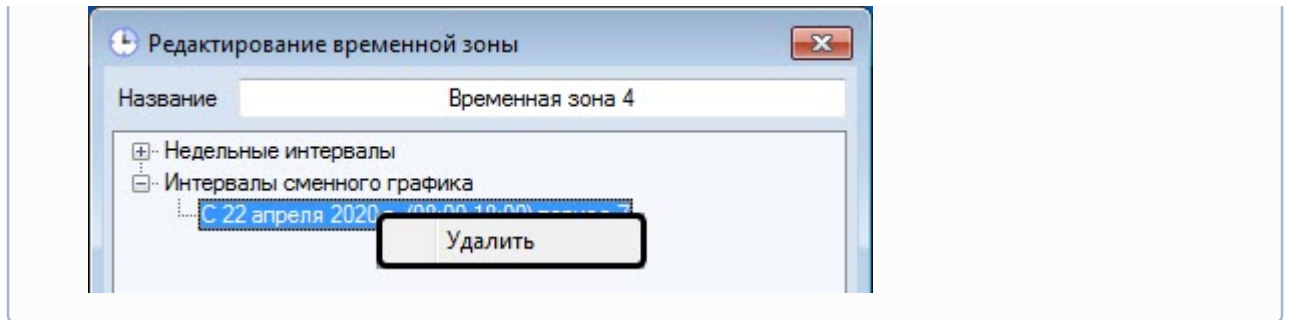 Редактирование временной зоны
Название Временная зона 4
Недельные интервалы
Интервалы сменного графика
С 22 апреля 2020
Удалить